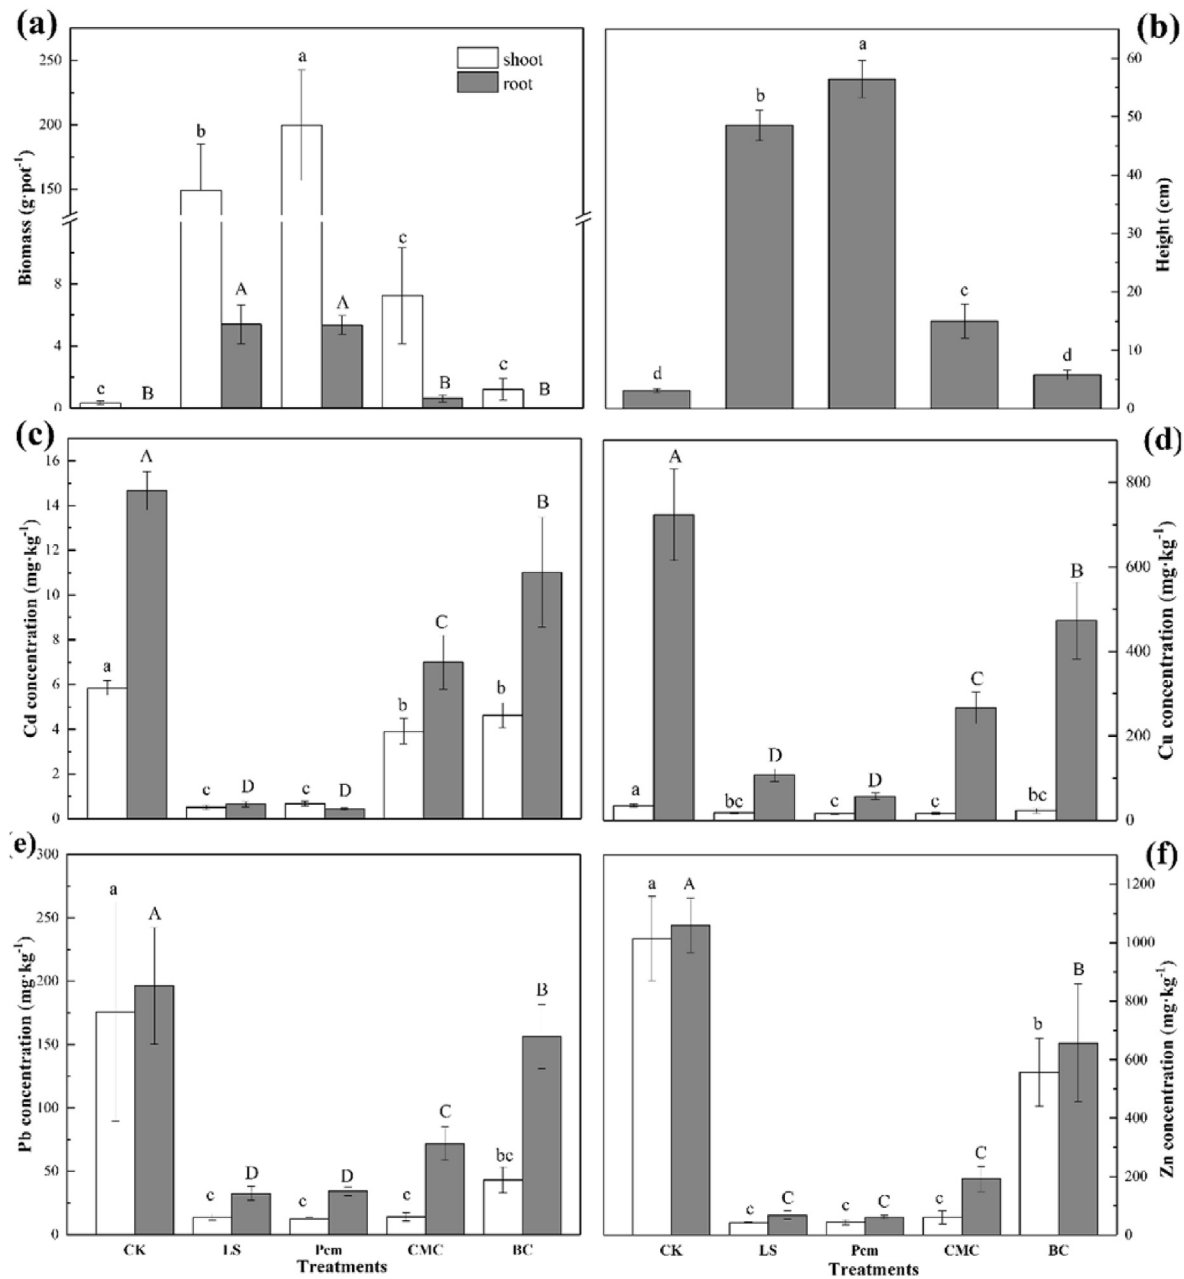 (a)
250
200
150
8
4
0
Biomass (g·pot⁻¹)
shoot
root
c
B
b
A
a
A
c
B
c
B
(b)
60
50
40
30
20
10
0
Height (cm)
d
b
a
c
d
(c)
16
14
12
10
8
6
4
2
0
Cd concentration (mg·kg⁻¹)
a
A
c
D
c
D
b
C
b
B
(d)
800
600
400
200
0
Cu concentration (mg·kg⁻¹)
a
A
bc
D
c
D
c
C
bc
B
(e)
300
250
200
150
100
50
0
Pb concentration (mg·kg⁻¹)
a
A
c
D
c
D
c
C
bc
B
CK LS Pcm CMC BC
Treatments
(f)
1200
1000
800
600
400
200
0
Zn concentration (mg·kg⁻¹)
a
A
c
C
c
C
c
C
b
B
CK LS Pcm CMC BC
Treatments